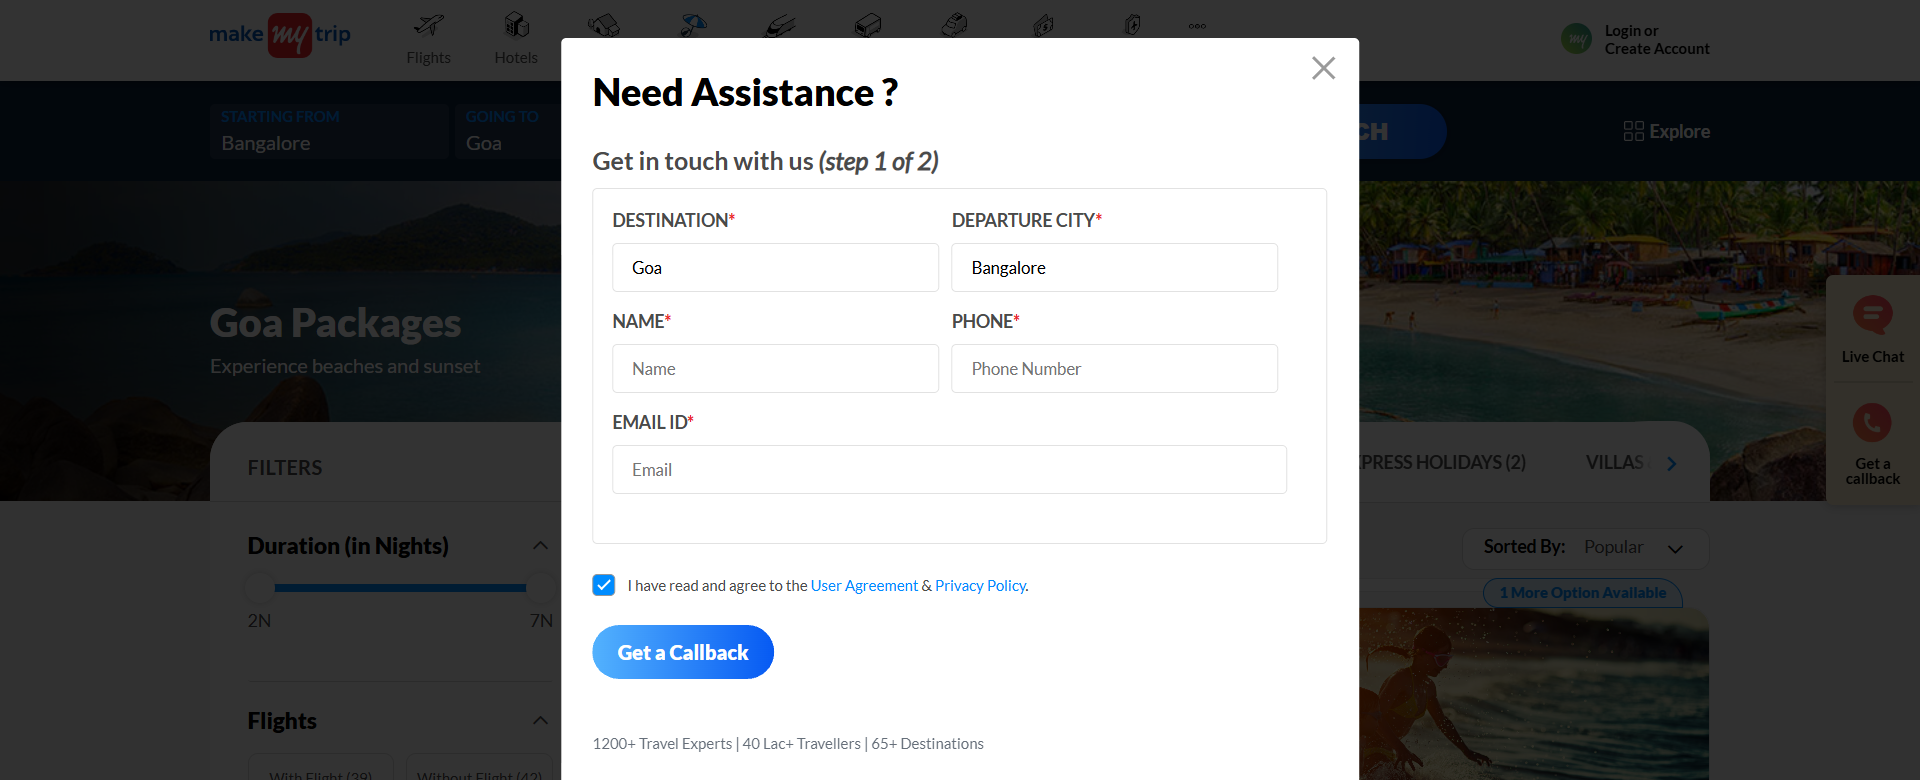 make my trip
Flights
Hotels
my
Login or
Create Account
STARTING FROM
Bangalore
GOING TO
Goa
CH
Explore
Goa Packages
Experience beaches and sunset
Need Assistance ?
Get in touch with us (step 1 of 2)
DESTINATION*
DEPARTURE CITY*
Goa
Bangalore
NAME*
PHONE*
Name
Phone Number
EMAIL ID*
Email
I have read and agree to the User Agreement & Privacy Policy.
Get a Callback
1200+ Travel Experts | 40 Lac+ Travellers | 65+ Destinations
Live Chat
Get a
callback
FILTERS
PRESS HOLIDAYS (2)
VILLAS
Duration (in Nights)
2N
7N
Sorted By: Popular
1 More Option Available
Flights
With Flight (39)
Without Flight (42)